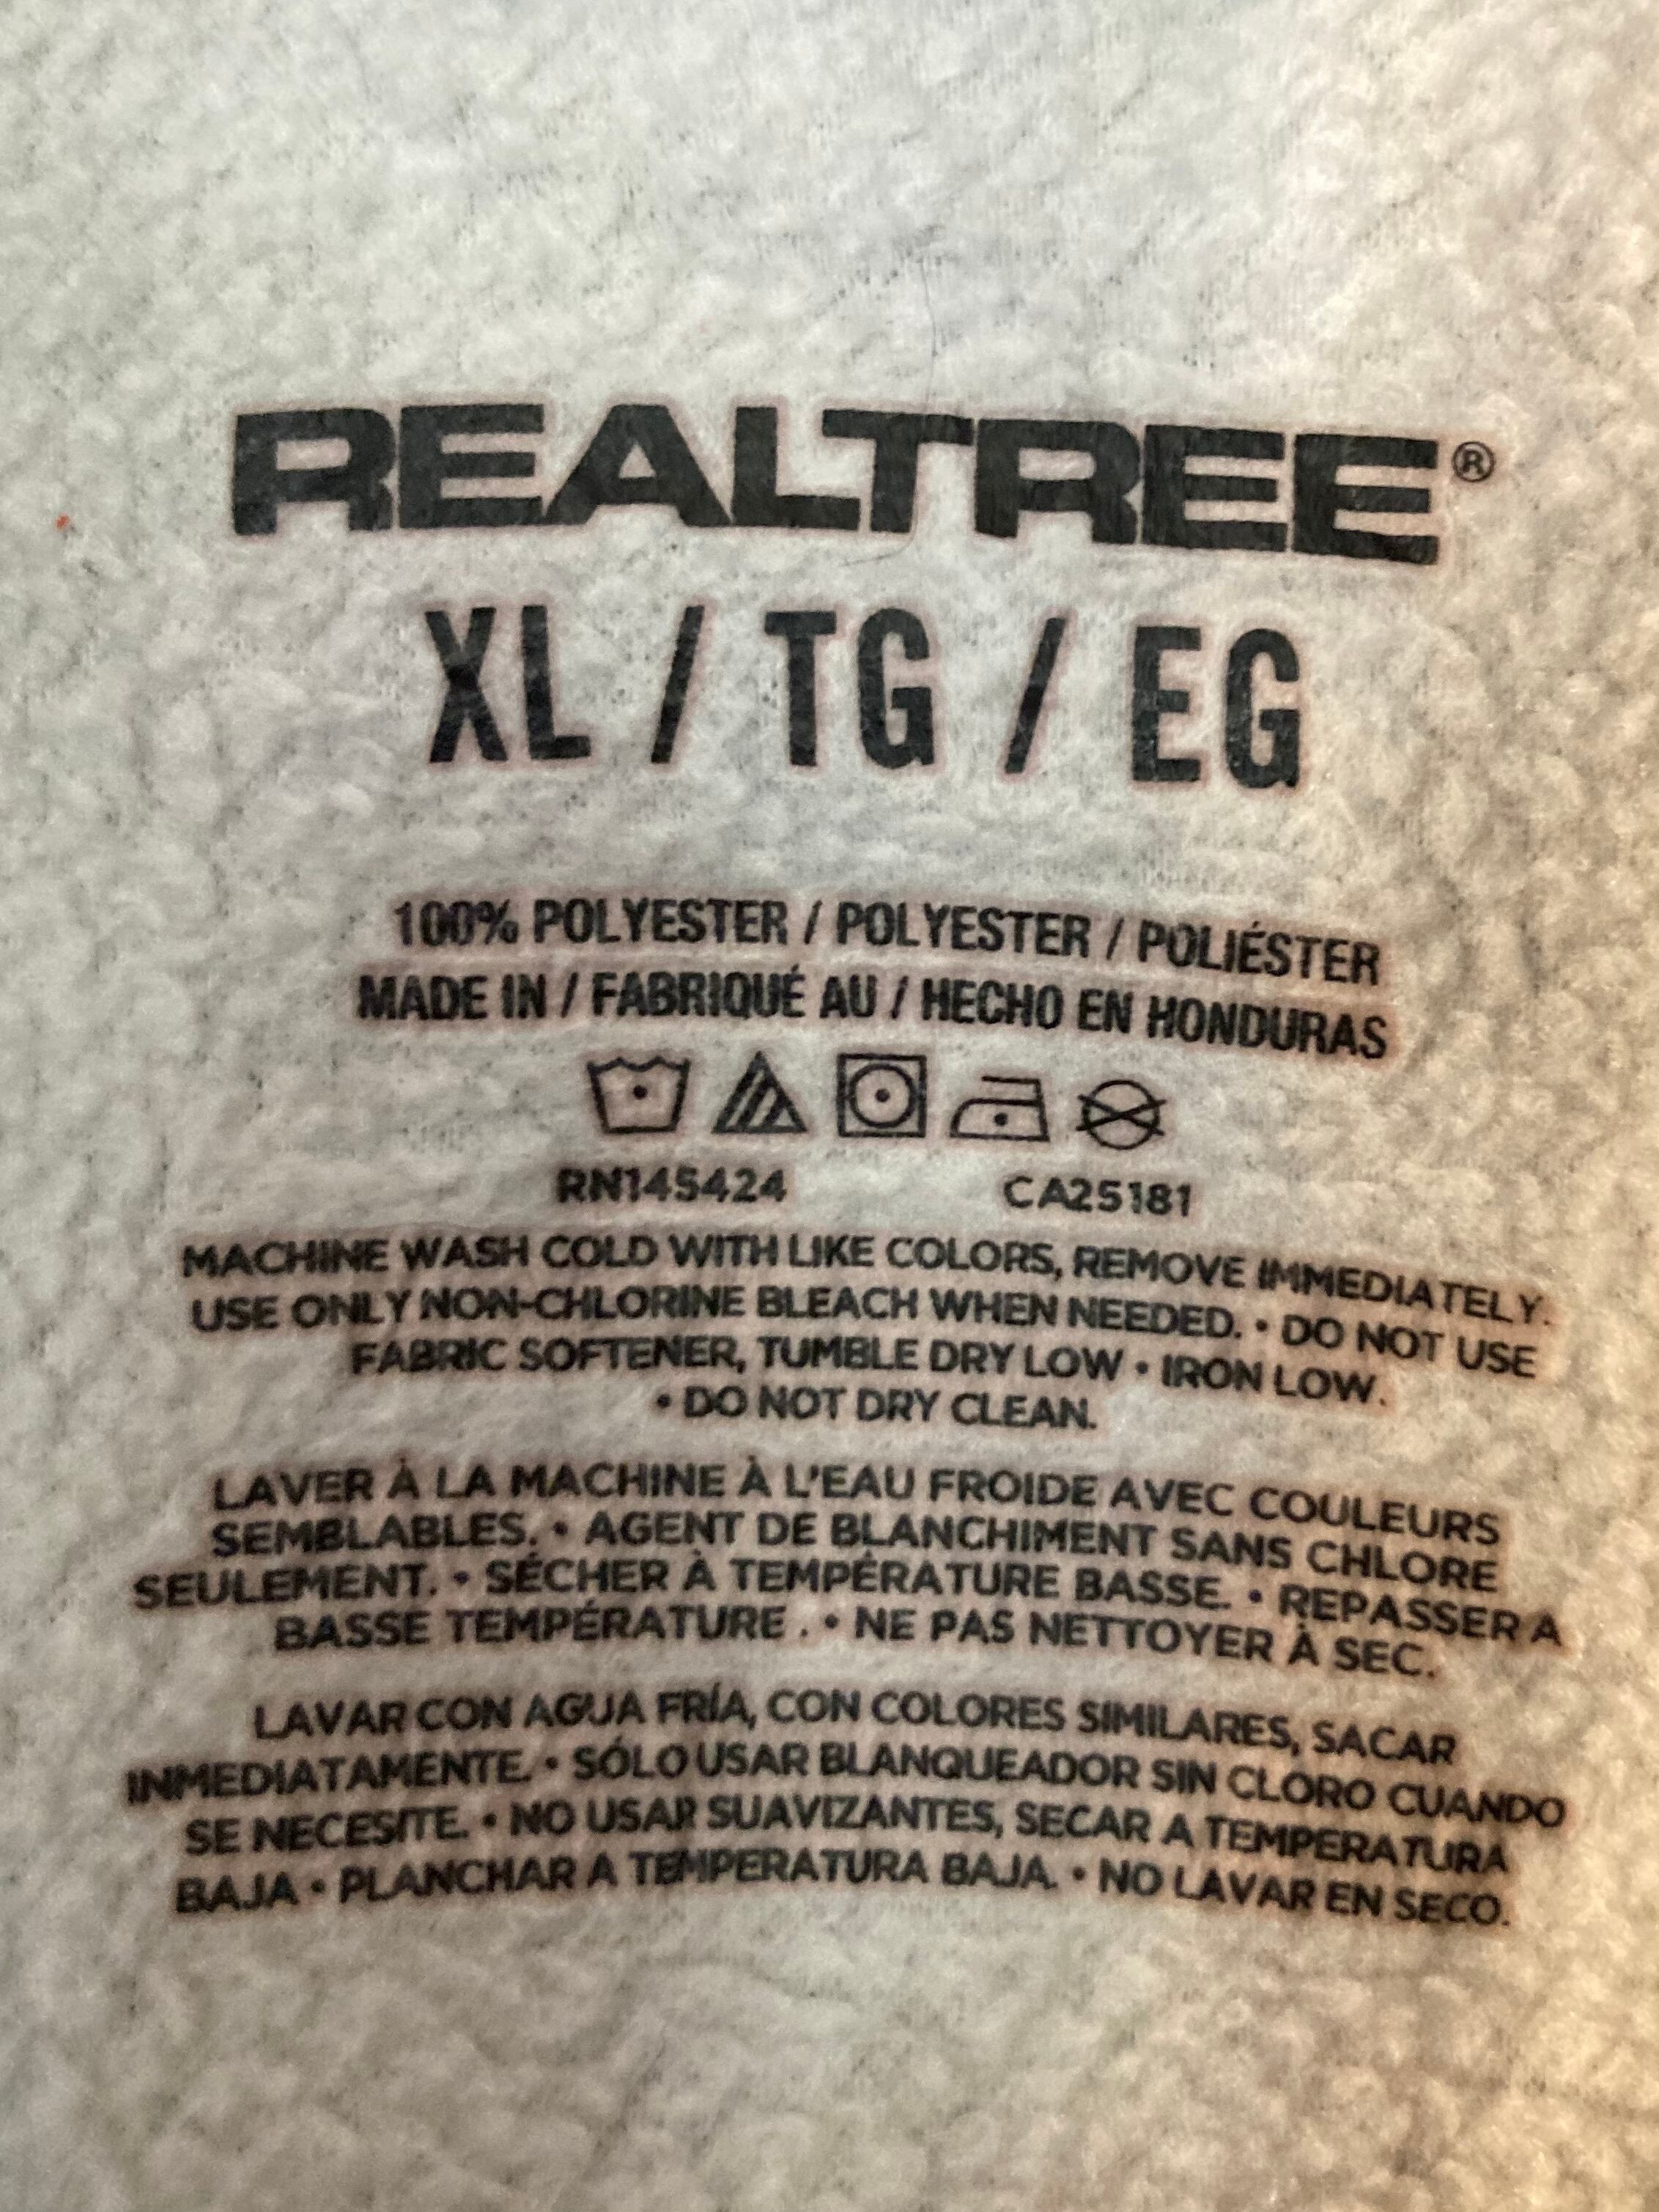 REALTREE®
XL / TG / EG
100% POLYESTER / POLYESTER / POLIÉSTER
MADE IN / FABRIQUÉ AU / HECHO EN HONDURAS
RN145424 CA25181
MACHINE WASH COLD WITH LIKE COLORS, REMOVE IMMEDIATELY.
USE ONLY NON-CHLORINE BLEACH WHEN NEEDED. • DO NOT USE
FABRIC SOFTENER, TUMBLE DRY LOW • IRON LOW.
• DO NOT DRY CLEAN.
LAVER À LA MACHINE À L'EAU FROIDE AVEC COULEURS
SEMBLABLES. • AGENT DE BLANCHIMENT SANS CHLORE
SEULEMENT. • SÉCHER À TEMPÉRATURE BASSE. • REPASSER A
BASSE TEMPÉRATURE . • NE PAS NETTOYER À SEC.
LAVAR CON AGUA FRÍA, CON COLORES SIMILARES, SACAR
INMEDIATAMENTE. • SÓLO USAR BLANQUEADOR SIN CLORO CUANDO
SE NECESITE. • NO USAR SUAVIZANTES, SECAR A TEMPERATURA
BAJA • PLANCHAR A TEMPERATURA BAJA. • NO LAVAR EN SECO.